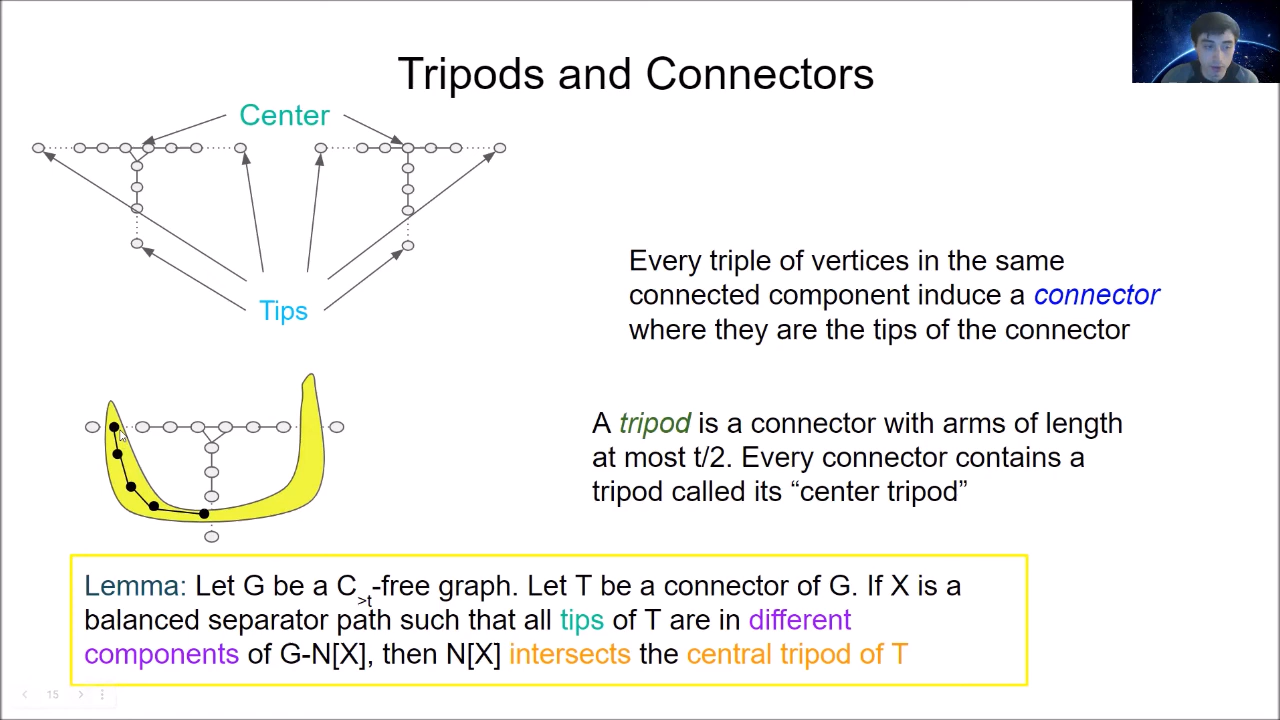 Tripods and Connectors
Center
Tips
Every triple of vertices in the same
connected component induce a connector
where they are the tips of the connector
A tripod is a connector with arms of length
at most t/2. Every connector contains a
tripod called its “center tripod”
Lemma: Let G be a C>t-free graph. Let T be a connector of G. If X is a
balanced separator path such that all tips of T are in different
components of G-N[X], then N[X] intersects the central tripod of T
15